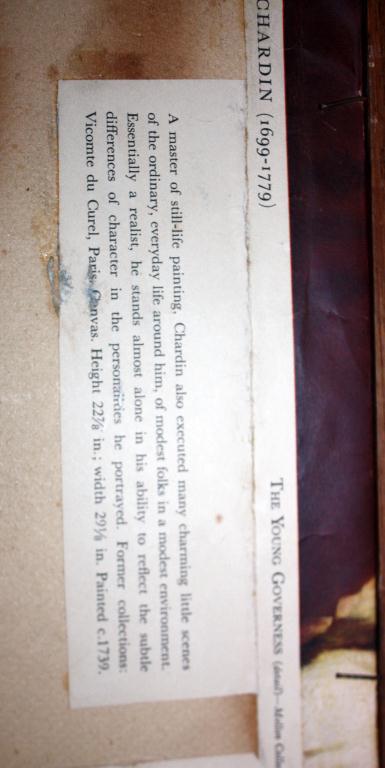 CHARDIN (1699-1779)
THE YOUNG GOVERNESS (detail)—Mellon
A master of still-life painting, Chardin also executed many charming little scenes
of the ordinary, everyday life around him, of modest folks in a modest environment.
Essentially a realist, he stands almost alone in his ability to reflect the subtle
differences of character in the personalities he portrayed. Former collections:
Vicomte du Curel, Paris. Canvas. Height 22⅞ in.; width 29⅛ in. Painted c.1739.